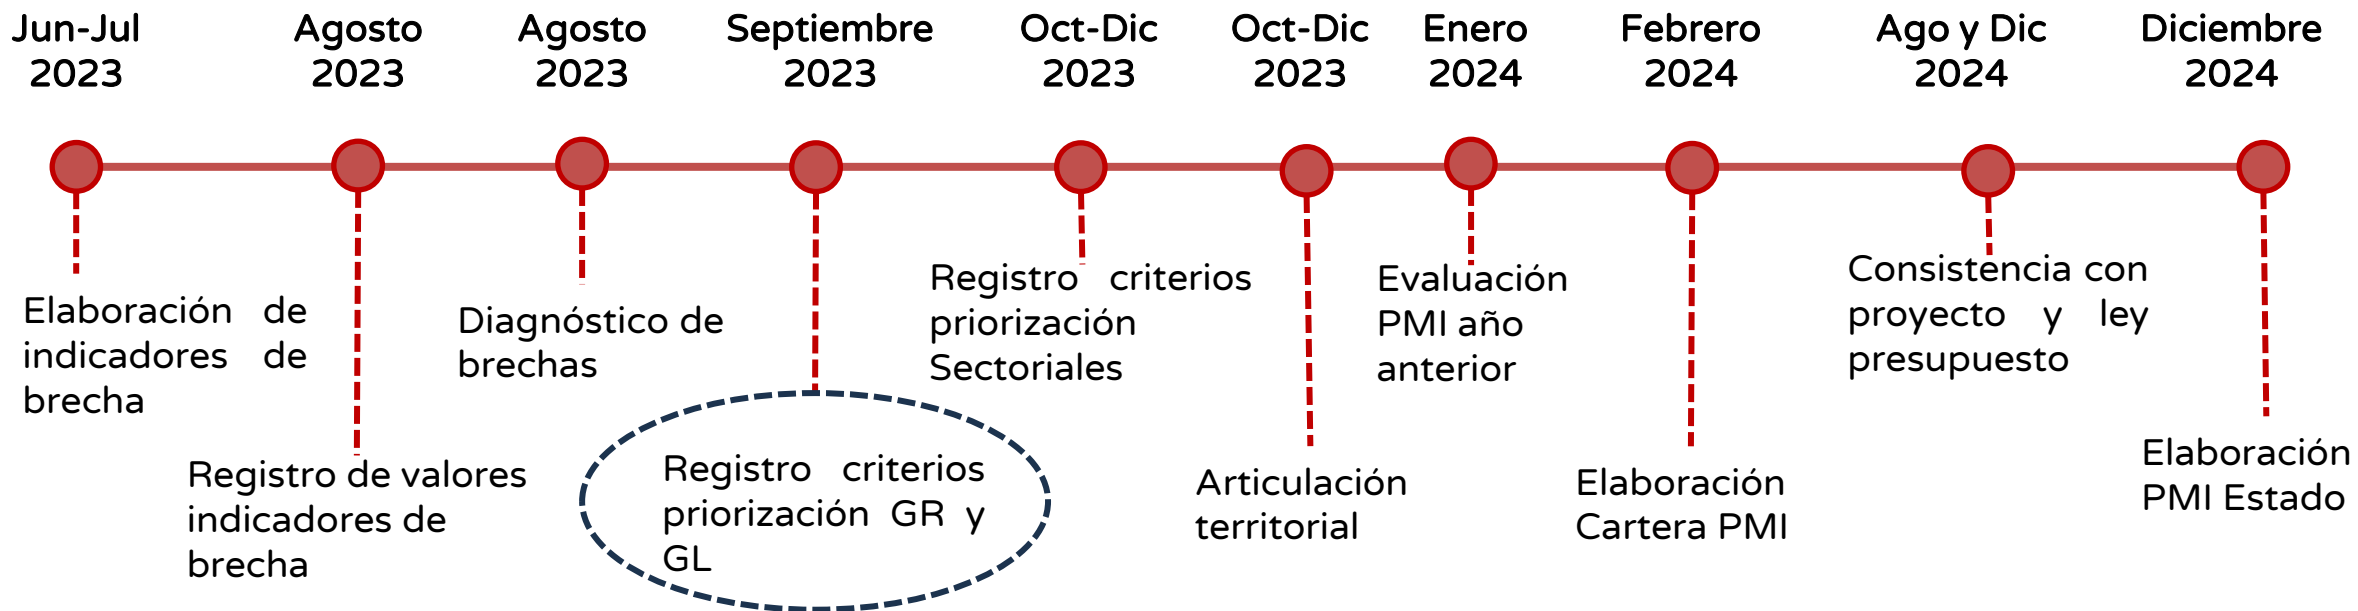 Jun-Jul
2023
Agosto
2023
Agosto
2023
Septiembre
2023
Oct-Dic
2023
Oct-Dic
2023
Enero
2024
Febrero
2024
Ago y Dic
2024
Diciembre
2024
Elaboración de
indicadores de
brecha
Registro de valores
indicadores de
brecha
Diagnóstico de
brechas
Registro criterios
priorización GR y
GL
Registro criterios
priorización
Sectoriales
Articulación
territorial
Evaluación
PMI año
anterior
Elaboración
Cartera PMI
Consistencia con
proyecto y ley
presupuesto
Elaboración
PMI Estado